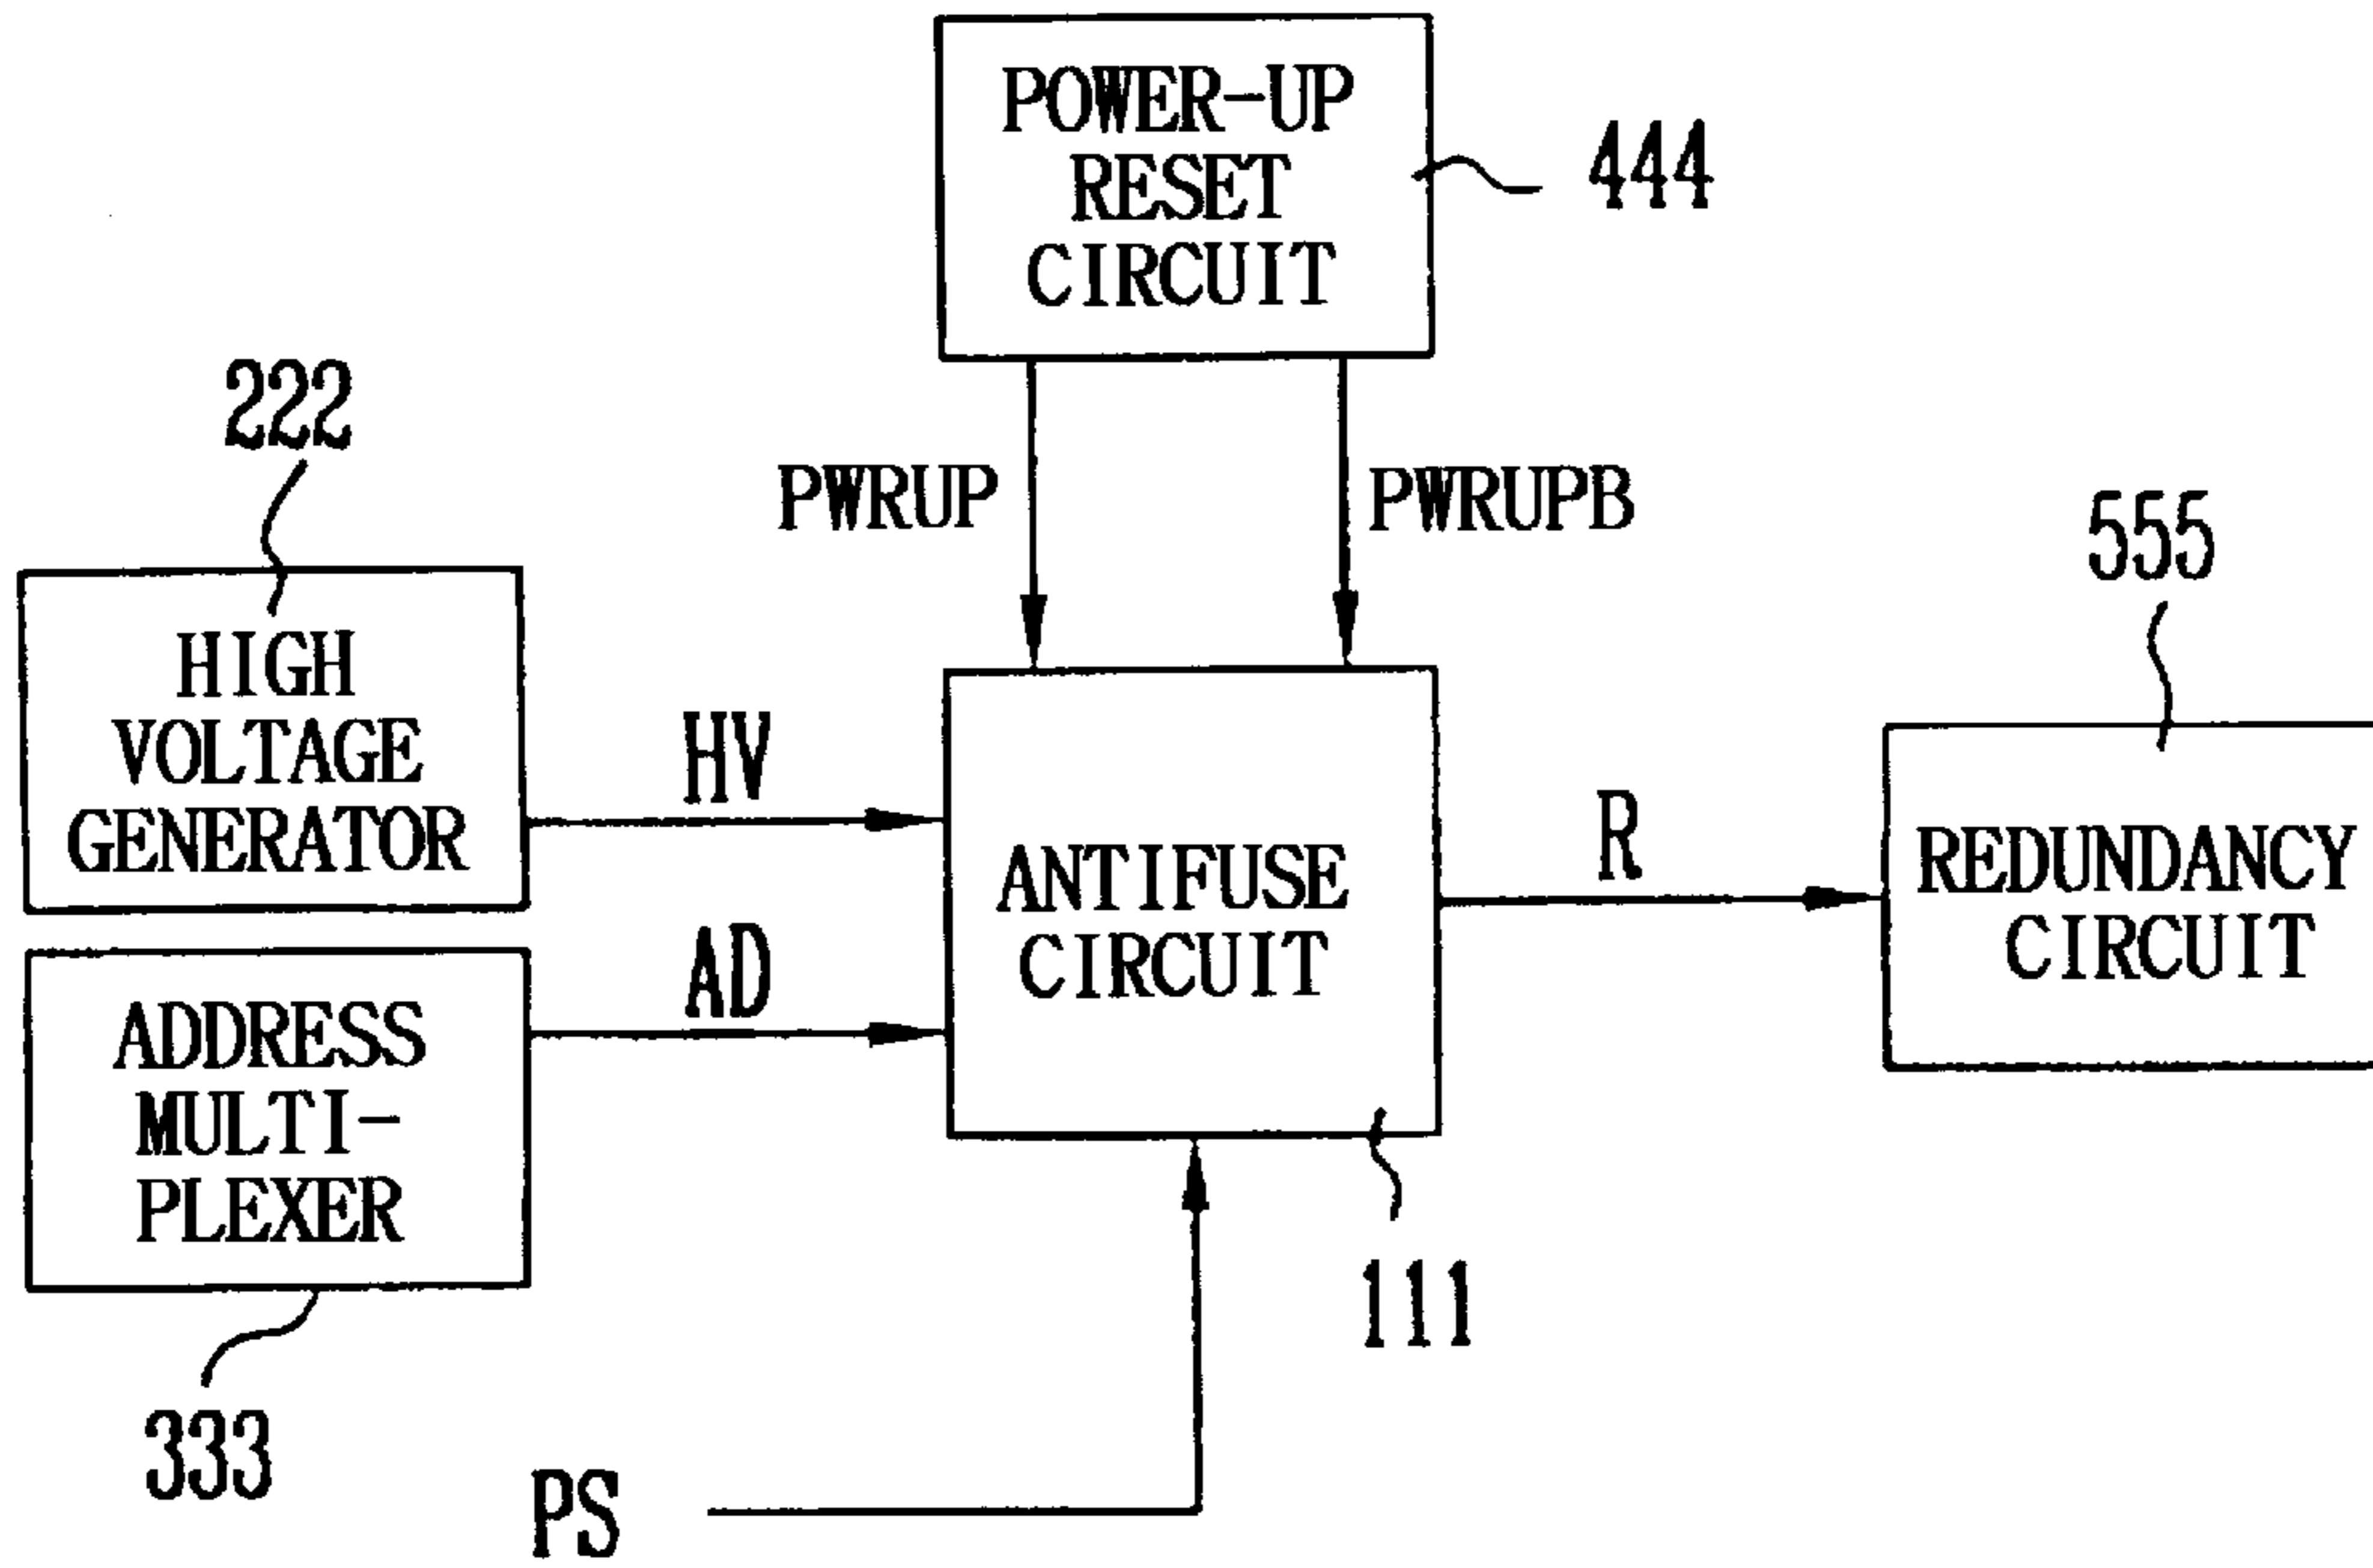 POWER-UP
RESET
CIRCUIT
444
222
PWRUP
PWRUPB
555
HIGH
VOLTAGE
GENERATOR
HV
R
ANTIFUSE
CIRCUIT
REDUNDANCY
CIRCUIT
AD
ADDRESS
MULTI-
PLEXER
111
333
PS